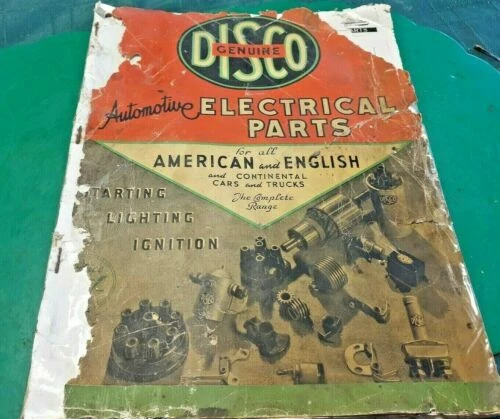 DISCO
GENUINE
Automotive ELECTRICAL
PARTS
for all
AMERICAN and ENGLISH
and CONTINENTAL
CARS and TRUCKS
The Complete
Range
TARTING
LIGHTING
IGNITION